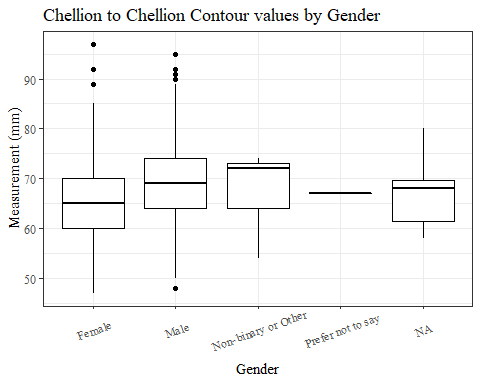 Chellion to Chellion Contour values by Gender
Measurement (mm)
90
80
70
60
50
Female
Male
Non-binary or Other
Prefer not to say
NA
Gender